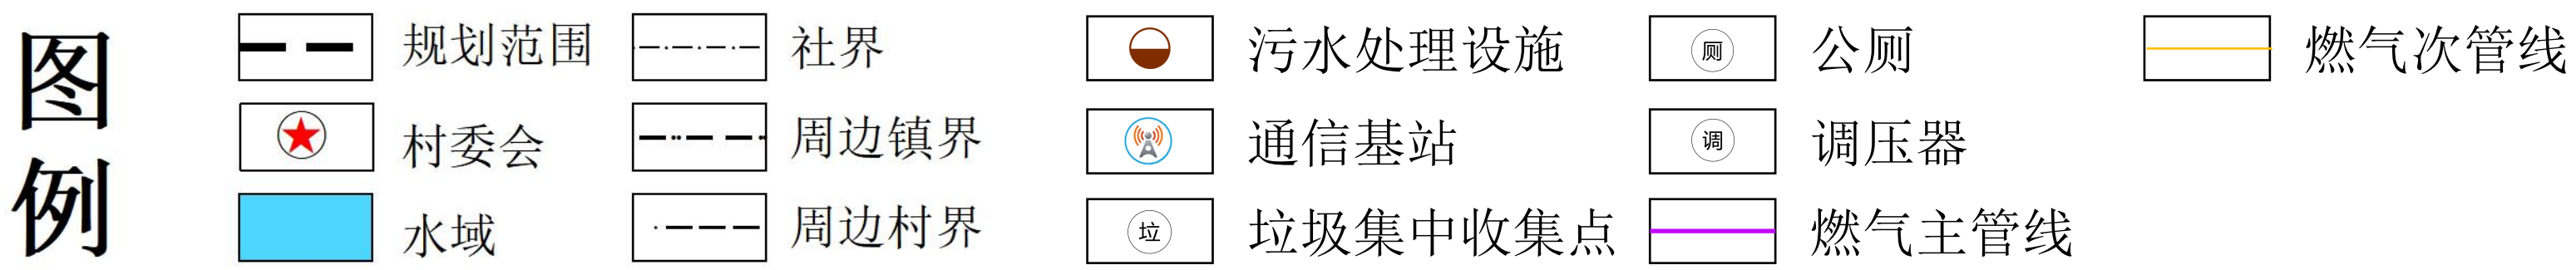 图例
规划范围
村委会
水域
社界
周边镇界
周边村界
污水处理设施
通信基站
垃 垃圾集中收集点
厕 公厕
调 调压器
燃气主管线
燃气次管线